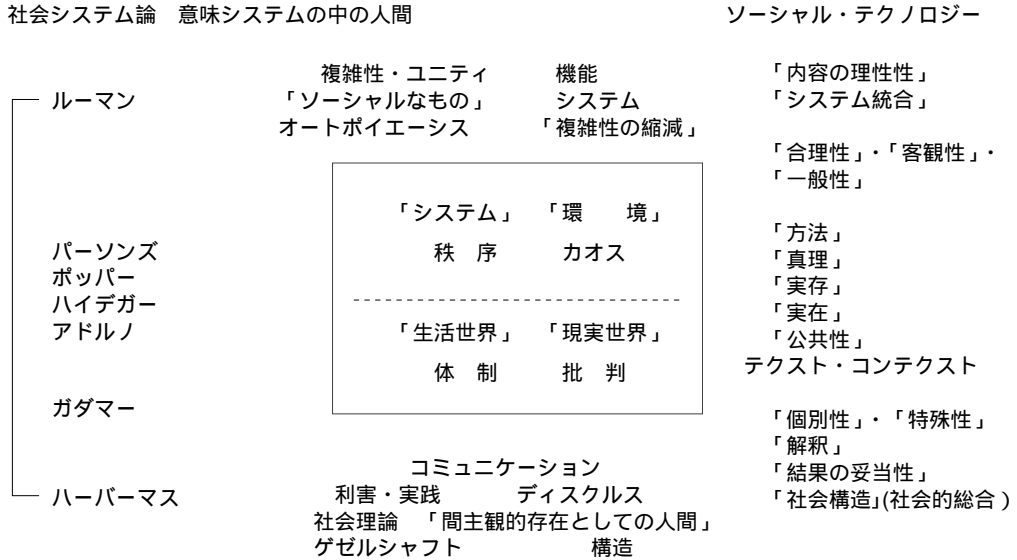 社会システム論　意味システムの中の人間　ソーシャル・テクノロジー
複雑性・ユニティ　機能　「内容の理性性」
ルーマン　「ソーシャルなもの」　システム　「システム統合」
オートポイエーシス　「複雑性の縮減」
「合理性」・「客観性」・
「一般性」
「システム」　「環　境」
「方法」
パーソンズ　秩　序　カオス　「真理」
ポッパー　「実存」
ハイデガー　「実在」
アドルノ　「生活世界」　「現実世界」　「公共性」
体　制　批　判　テクスト・コンテクスト
ガダマー　「個別性」・「特殊性」
「解釈」
コミュニケーション　「結果の妥当性」
ハーバーマス　利害・実践　ディスクルス　「社会構造」(社会的総合)
社会理論　「間主観的存在としての人間」
ゲゼルシャフト　構造